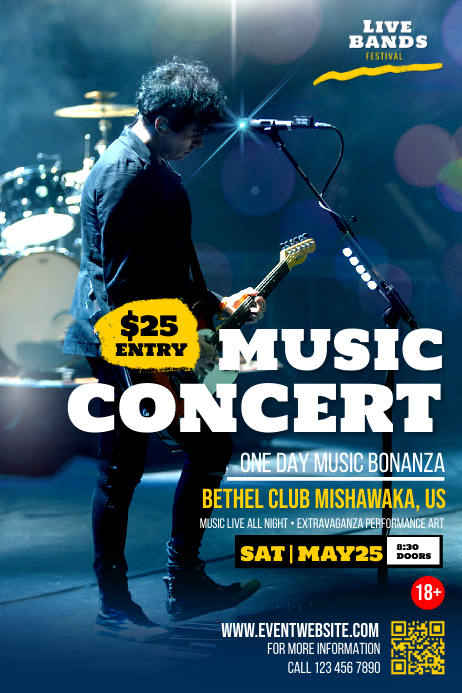 LIVE
BANDS
FESTIVAL
$25
ENTRY
MUSIC
CONCERT
ONE DAY MUSIC BONANZA
BETHEL CLUB MISHAWAKA, US
MUSIC LIVE ALL NIGHT • EXTRAVAGANZA PERFORMANCE ART
SAT | MAY25
8:30
DOORS
18+
WWW.EVENTWEBSITE.COM
FOR MORE INFORMATION
CALL 123 456 7890